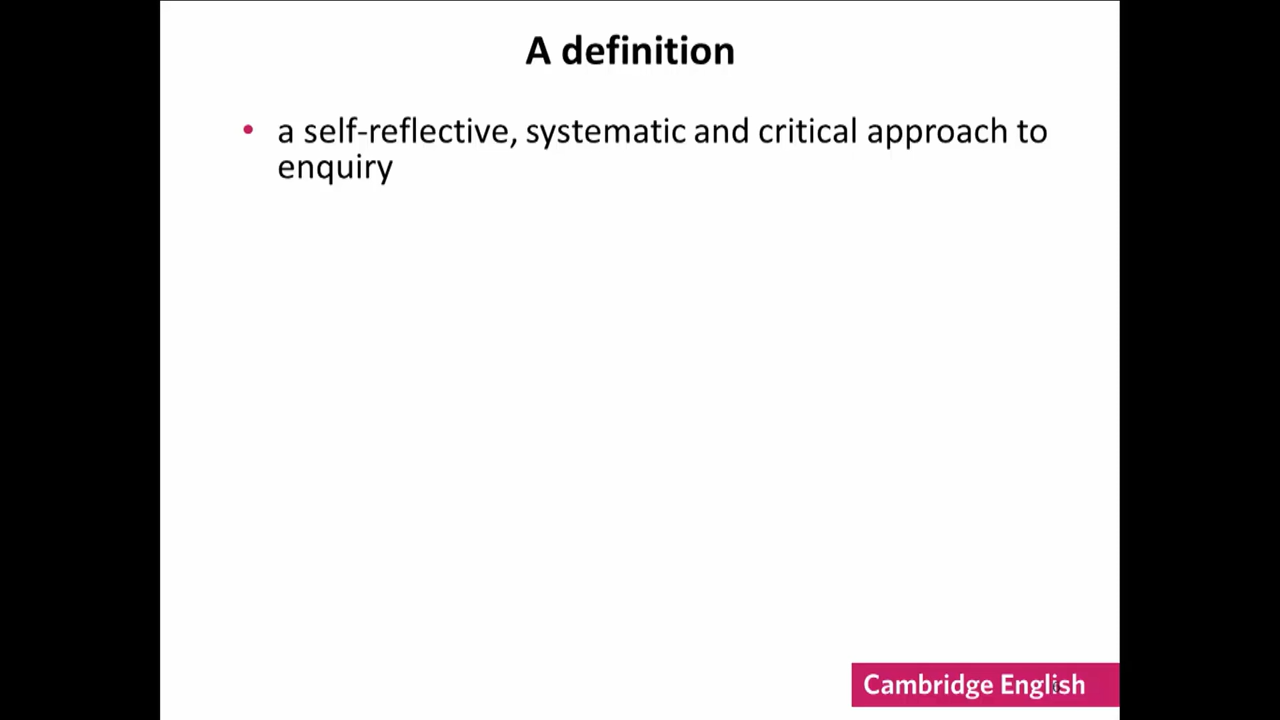 A definition
• a self-reflective, systematic and critical approach to
enquiry
Cambridge English